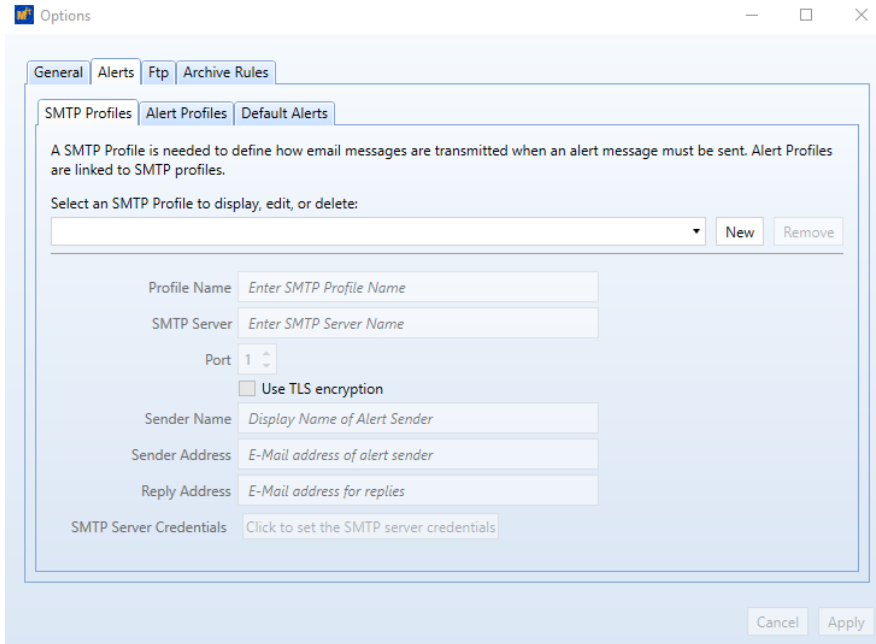 Options
General Alerts Ftp Archive Rules
SMTP Profiles Alert Profiles Default Alerts
A SMTP Profile is needed to define how email messages are transmitted when an alert message must be sent. Alert Profiles
are linked to SMTP profiles.
Select an SMTP Profile to display, edit, or delete:
New Remove
Profile Name Enter SMTP Profile Name
SMTP Server Enter SMTP Server Name
Port 1
Use TLS encryption
Sender Name Display Name of Alert Sender
Sender Address E-Mail address of alert sender
Reply Address E-Mail address for replies
SMTP Server Credentials Click to set the SMTP server credentials
Cancel Apply